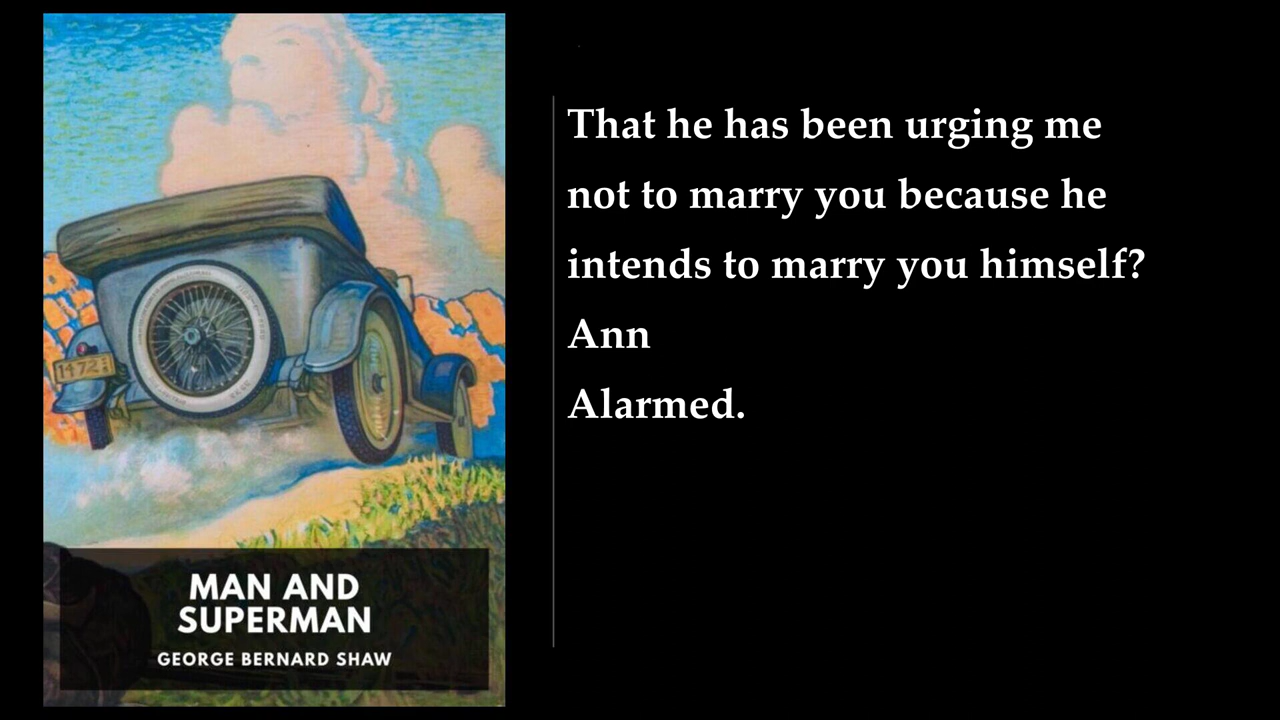 That he has been urging me
not to marry you because he
intends to marry you himself?
Ann
Alarmed.
1472
MAN AND
SUPERMAN
GEORGE BERNARD SHAW